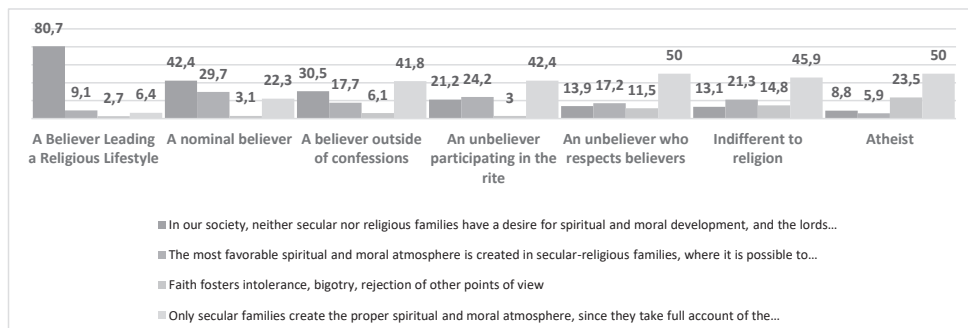 80,7 9,1 2,7 6,4 42,4 29,7 3,1 22,3 30,5 17,7 6,1 41,8 21,2 24,2 3 42,4 13,9 17,2 11,5 50 13,1 21,3 14,8 45,9 8,8 5,9 23,5 50
A Believer Leading a Religious Lifestyle
A nominal believer
A believer outside of confessions
An unbeliever participating in the rite
An unbeliever who respects believers
Indifferent to religion
Atheist
In our society, neither secular nor religious families have a desire for spiritual and moral development, and the lords…
The most favorable spiritual and moral atmosphere is created in secular-religious families, where it is possible to…
Faith fosters intolerance, bigotry, rejection of other points of view
Only secular families create the proper spiritual and moral atmosphere, since they take full account of the…